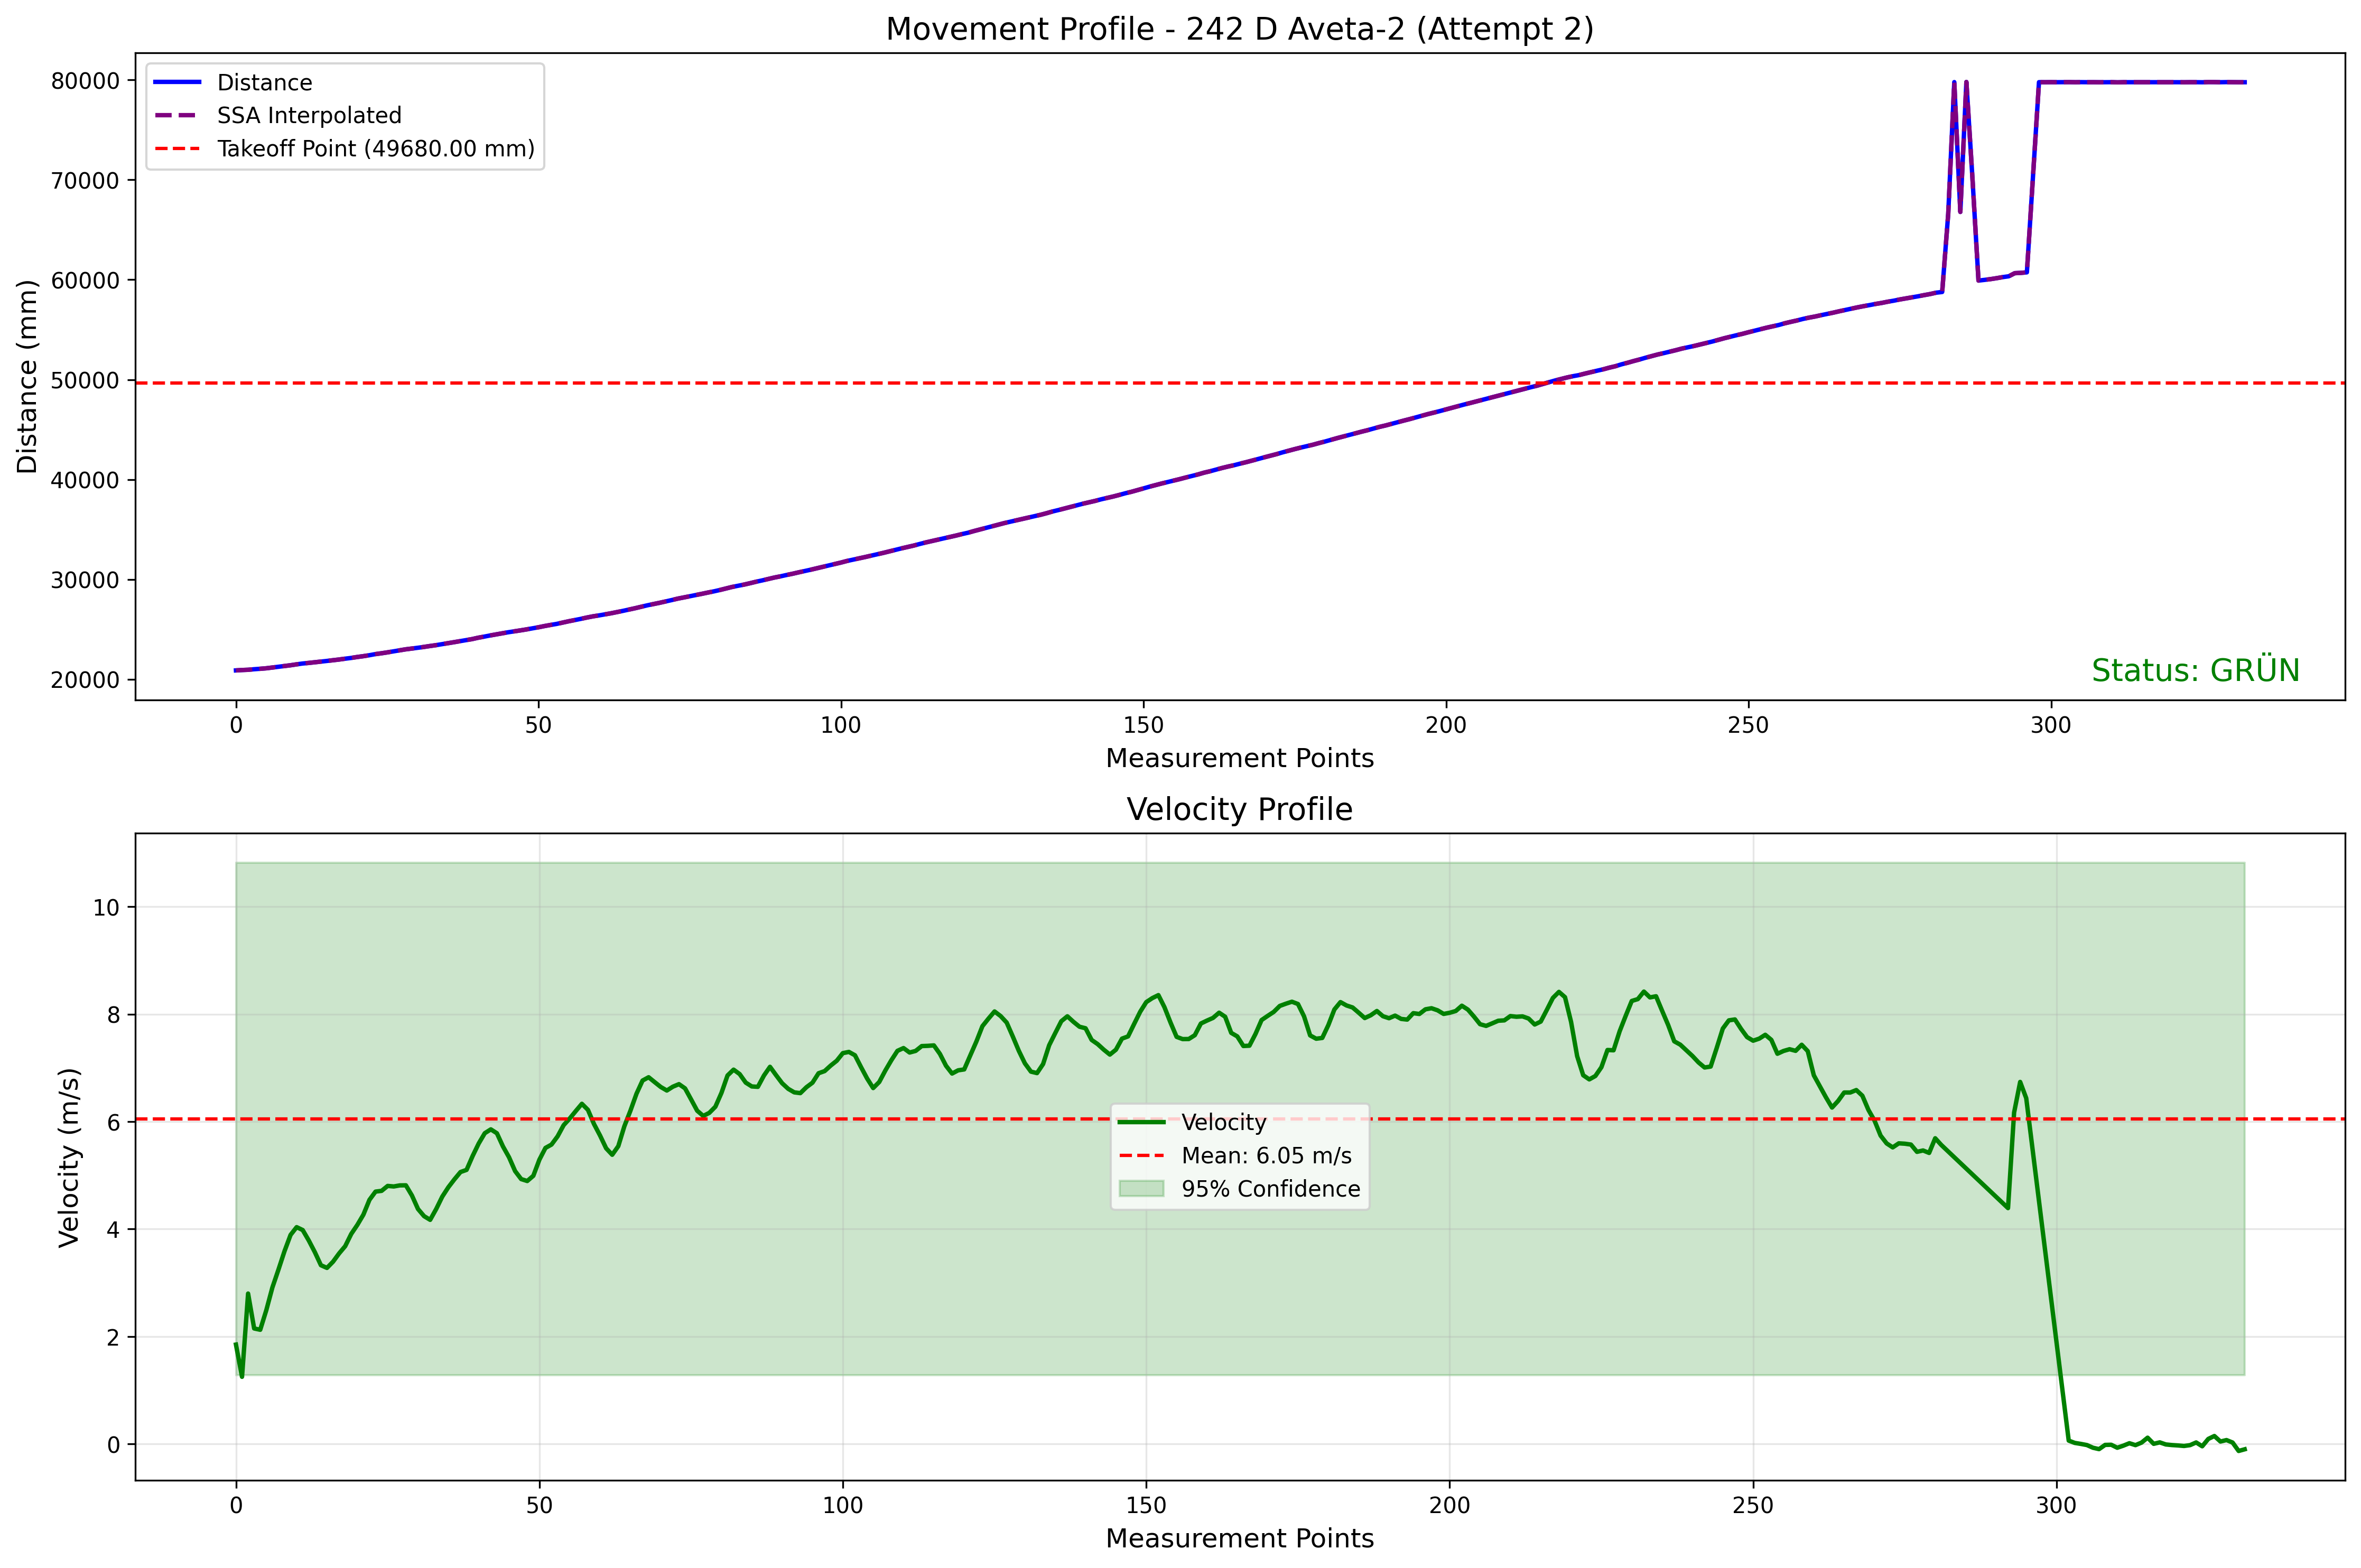 Movement Profile - 242 D Aveta-2 (Attempt 2)
Distance
SSA Interpolated
Takeoff Point (49680.00 mm)
Distance (mm)
80000
70000
60000
50000
40000
30000
20000
Status: GRÜN
0 50 100 150 200 250 300
Measurement Points
Velocity Profile
Velocity (m/s)
10
8
6
4
2
0
Velocity
Mean: 6.05 m/s
95% Confidence
0 50 100 150 200 250 300
Measurement Points